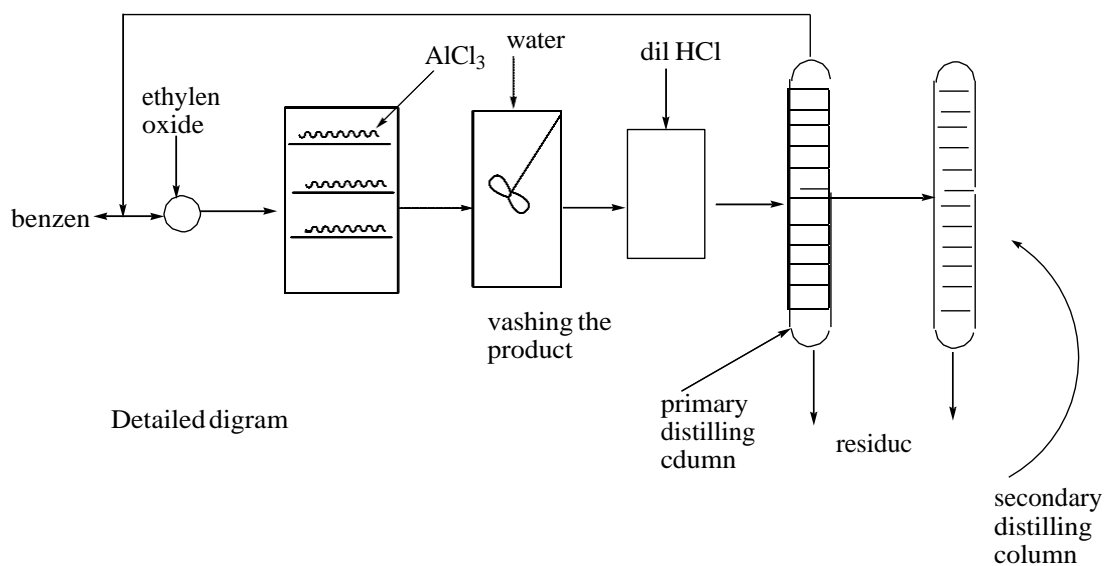 water
dil HCl
AlCl₃
ethylen
oxide
benzen
vashing the
product
Detailed digram
primary
distilling
cdumn
residuc
secondary
distilling
column